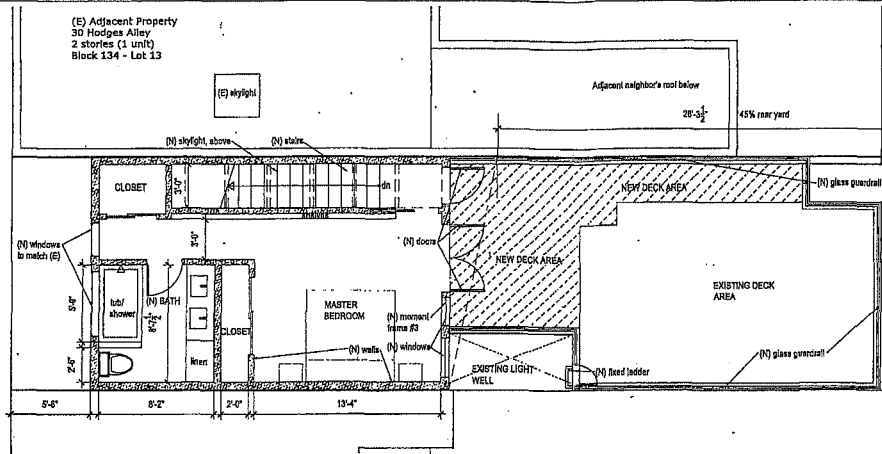 (E) Adjacent Property
30 Hodges Alley
2 stories (1 unit)
Block 134 - Lot 13
(E) skylight
Adjacent neighbor's roof below
28'-3½"
45% rear yard
(N) skylight, above
(N) stairs
CLOSET
3'-0"
dn
NEW DECK AREA
(N) glass guardrail
(N) windows
to match (E)
3'-0"
(N) doors
NEW DECK AREA
EXISTING DECK
AREA
tub/
shower
(N) BATH
5'-6"
8'-7½"
CLOSET
MASTER
BEDROOM
(N) moment
frame #3
(N) walls
(N) windows
2'-6"
linen
EXISTING LIGHT
WELL
(N) fixed ladder
(N) glass guardrail
5'-6"
8'-2"
2'-0"
13'-4"